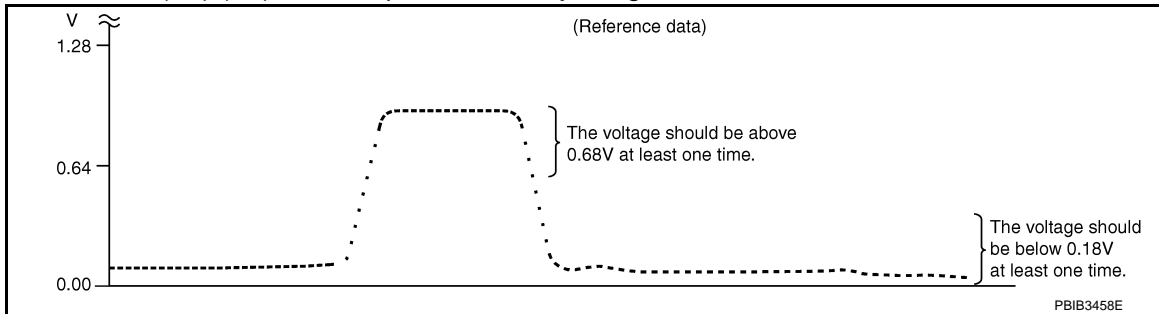 V
(Reference data)
1.28
The voltage should be above
0.68V at least one time.
0.64
The voltage should
be below 0.18V
at least one time.
0.00
PBIB3458E